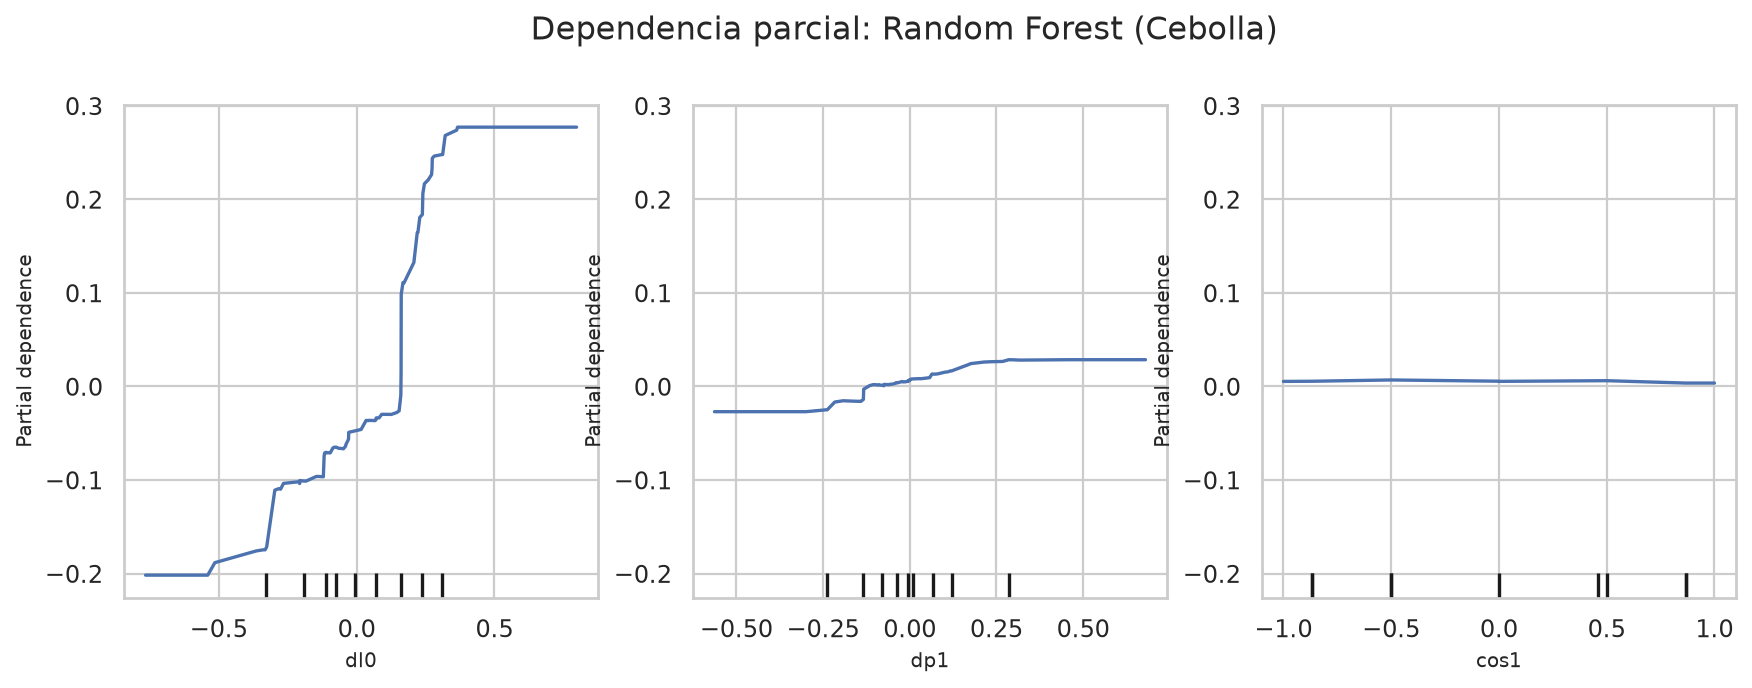 Dependencia parcial: Random Forest (Cebolla)
Partial dependence
0.3
0.2
0.1
0.0
−0.1
−0.2
−0.5 0.0 0.5
dl0
Partial dependence
0.3
0.2
0.1
0.0
−0.1
−0.2
−0.50 −0.25 0.00 0.25 0.50
dp1
Partial dependence
0.3
0.2
0.1
0.0
−0.1
−0.2
−1.0 −0.5 0.0 0.5 1.0
cos1